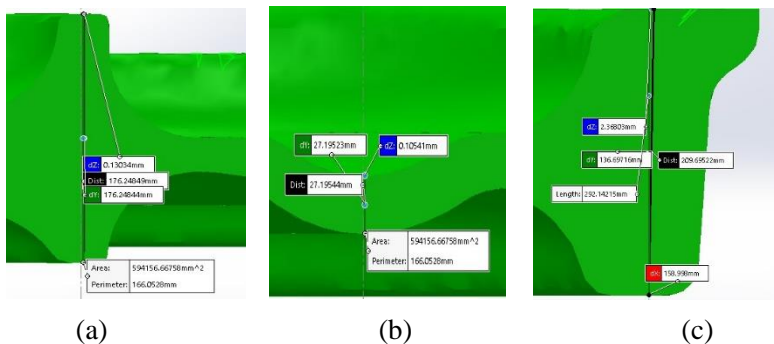 dZ: 0.13034mm
Dist: 176.24849mm
dY: 176.24844mm
Area: 594156.66758mm^2
Perimeter: 166.0528mm
dY: 27.19523mm
dZ: 0.10541mm
Dist: 27.19544mm
Area: 594156.66758mm^2
Perimeter: 166.0528mm
dZ: 2.36803mm
dY: 136.69716mm
Dist: 209.69522mm
Length: 292.14215mm
dX: 158.998mm
(a)
(b)
(c)